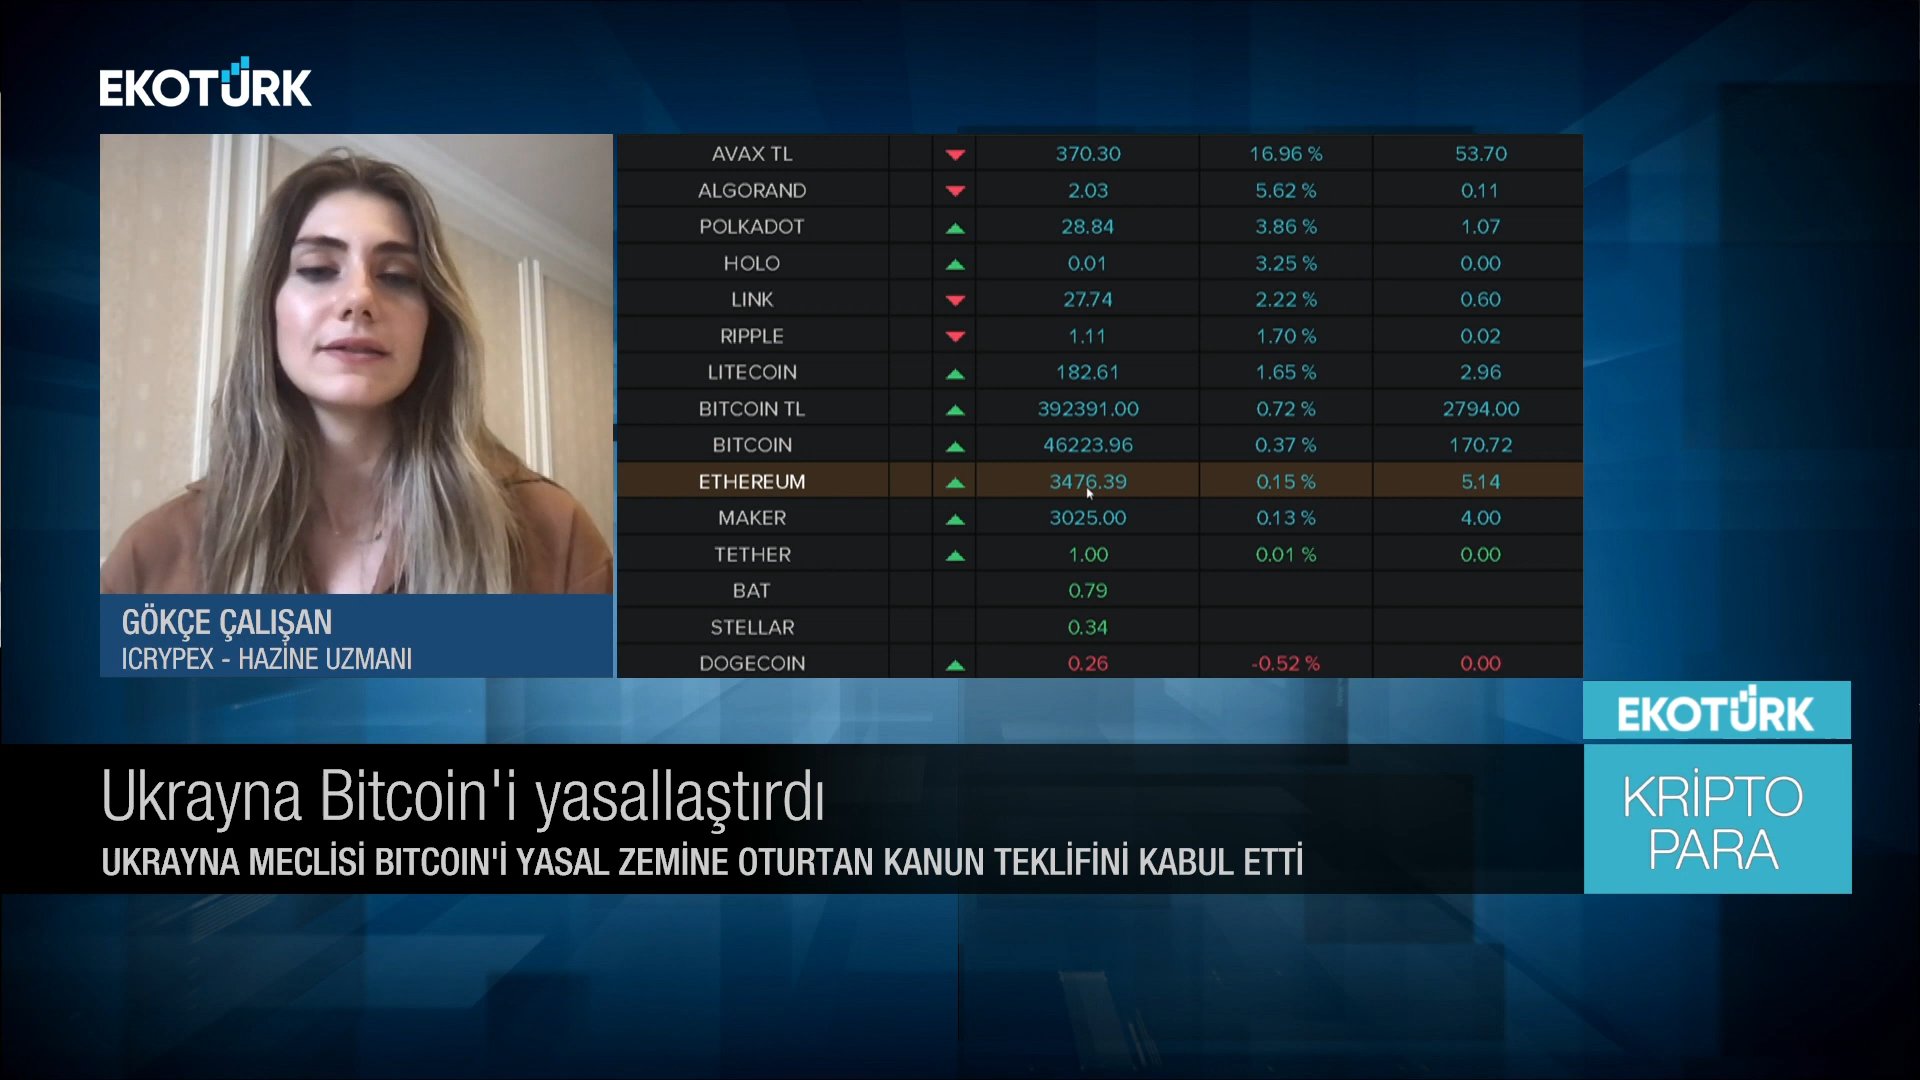 EKOTÜRK
AVAX TL 370.30 16.96 % 53.70
ALGORAND 2.03 5.62 % 0.11
POLKADOT 28.84 3.86 % 1.07
HOLO 0.01 3.25 % 0.00
LINK 27.74 2.22 % 0.60
RIPPLE 1.11 1.70 % 0.02
LITECOIN 182.61 1.65 % 2.96
BITCOIN TL 392391.00 0.72 % 2794.00
BITCOIN 46223.96 0.37 % 170.72
ETHEREUM 3476.39 0.15 % 5.14
MAKER 3025.00 0.13 % 4.00
TETHER 1.00 0.01 % 0.00
BAT 0.79
STELLAR 0.34
DOGECOIN 0.26 -0.52 % 0.00
GÖKÇE ÇALIŞAN
ICRYPEX - HAZİNE UZMANI
EKOTÜRK
Ukrayna Bitcoin'i yasallaştırdı
UKRAYNA MECLİSİ BITCOIN'İ YASAL ZEMİNE OTURTAN KANUN TEKLİFİNİ KABUL ETTİ
KRİPTO
PARA